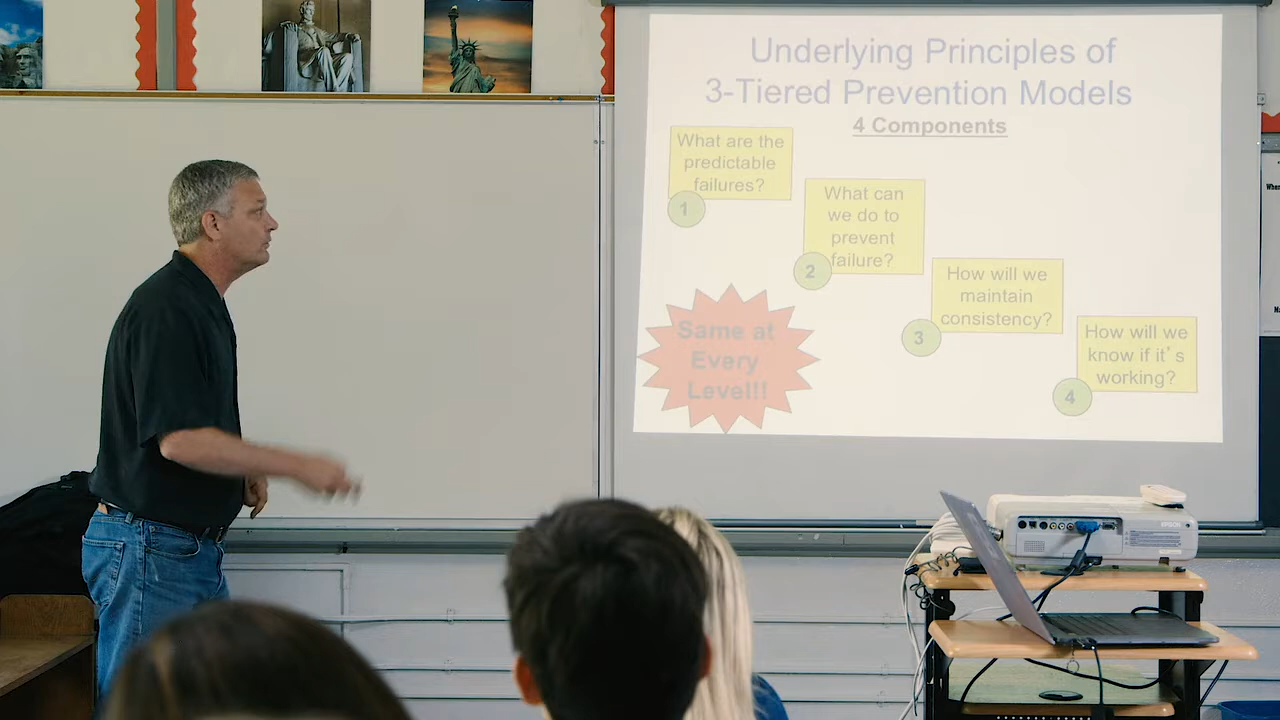 Underlying Principles of
3-Tiered Prevention Models
4 Components
What are the
predictable
failures?
1
What can
we do to
prevent
failure?
2
How will we
maintain
consistency?
3
How will we
know if it's
working?
4
Same at
Every
Level!!!
EPSON